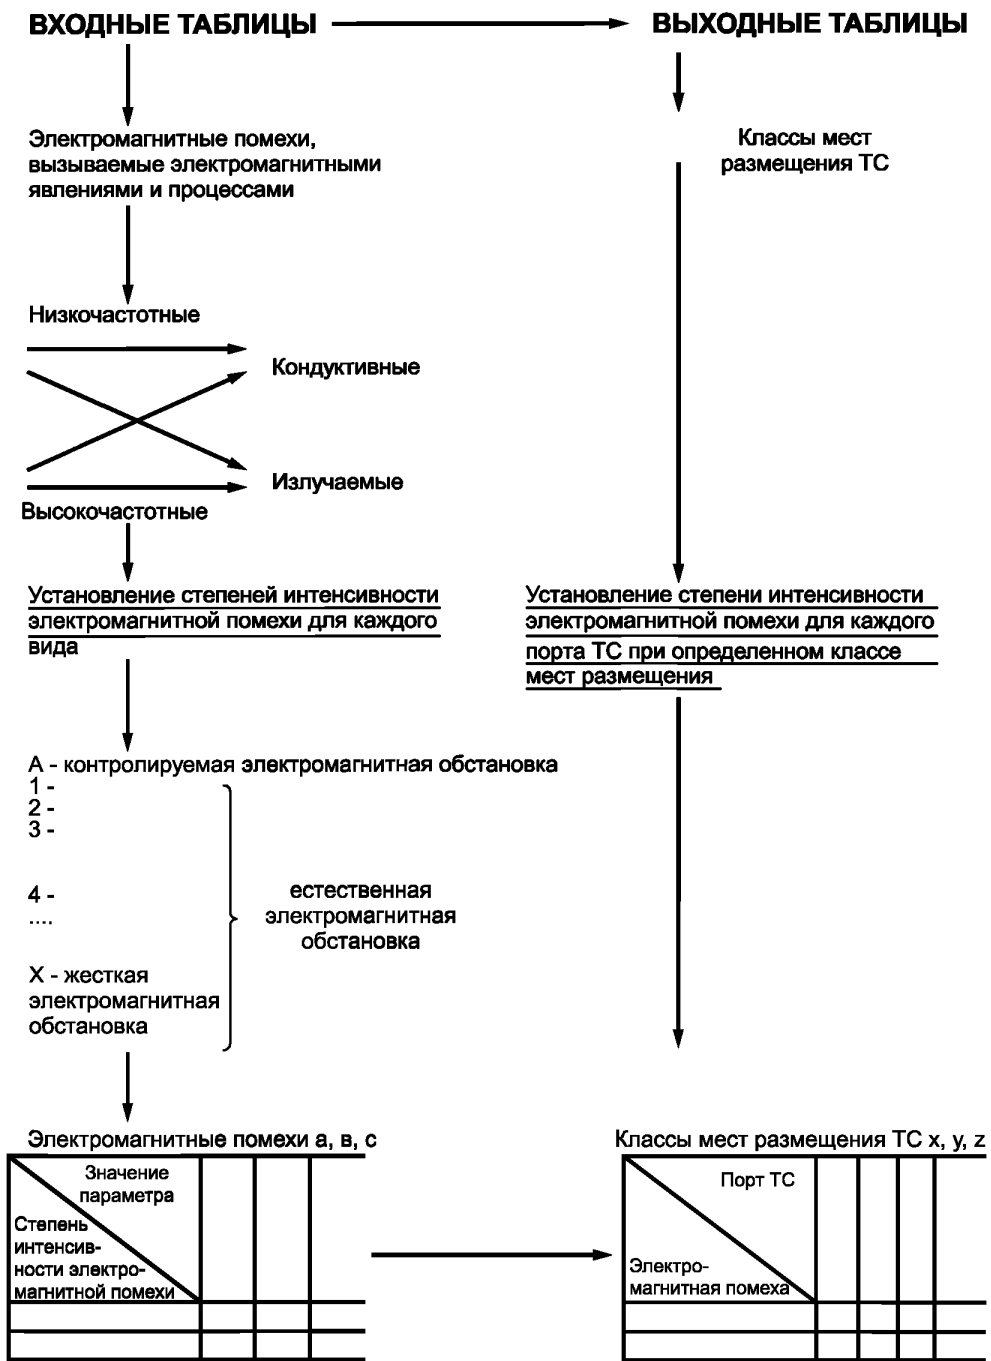 ВХОДНЫЕ ТАБЛИЦЫ
ВЫХОДНЫЕ ТАБЛИЦЫ
Электромагнитные помехи,
вызываемые электромагнитными
явлениями и процессами
Классы мест
размещения ТС
Низкочастотные
Кондуктивные
Излучаемые
Высокочастотные
Установление степеней интенсивности
электромагнитной помехи для каждого
вида
Установление степени интенсивности
электромагнитной помехи для каждого
порта ТС при определенном классе
мест размещения
А - контролируемая электромагнитная обстановка
1 -
2 -
3 -
4 -
....
естественная
электромагнитная
обстановка
Х - жесткая
электромагнитная
обстановка
Электромагнитные помехи а, в, с
Значение
параметра
Степень
интенсив-
ности электро-
магнитной помехи
Классы мест размещения ТС x, y, z
Порт ТС
Электро-
магнитная помеха